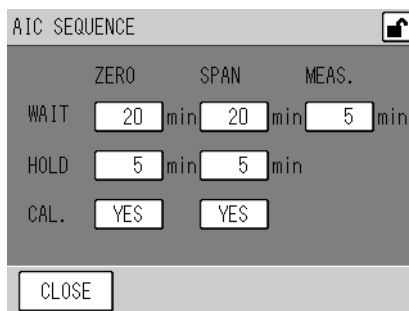 AIC SEQUENCE
ZERO SPAN MEAS.
WAIT 20 min 20 min 5 min
HOLD 5 min 5 min
CAL. YES YES
CLOSE